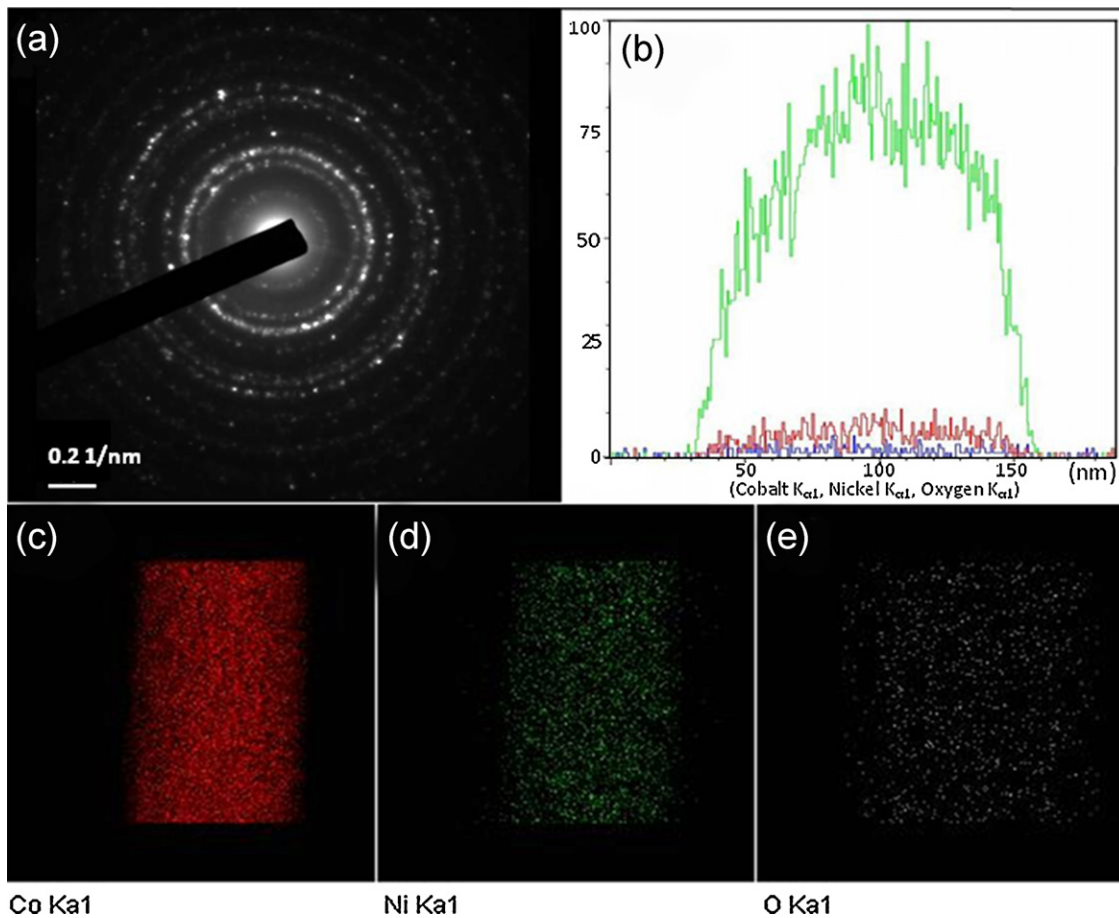 (a)
0.2 1/nm
(b)
100
75
50
25
0
50 100 150 (nm)
(Cobalt Kα1, Nickel Kα1, Oxygen Kα1)
(c)
(d)
(e)
Co Ka1
Ni Ka1
O Ka1